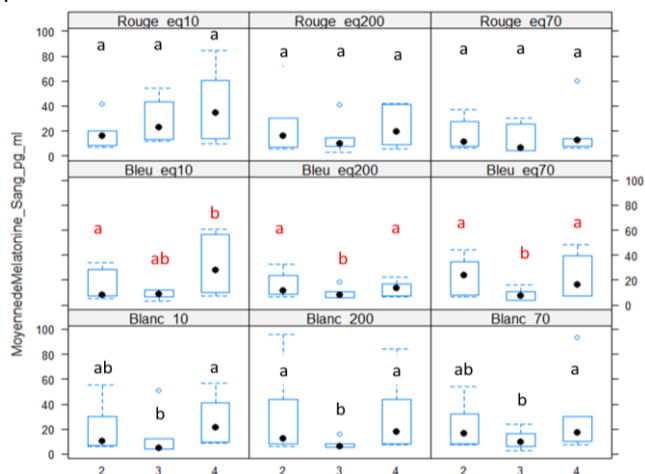 Rouge_eq10 Rouge_eq200 Rouge_eq70
100
80
60
40
20
0
a a a a a a a a a
Bleu_eq10 Bleu_eq200 Bleu_eq70
100
80
60
40
20
0
a ab b a b a a b a
Blanc_10 Blanc_200 Blanc_70
100
80
60
40
20
0
ab b a a b a ab b a
2 3 4 2 3 4 2 3 4
MoyennedeMelatonine_Sang_pg_ml